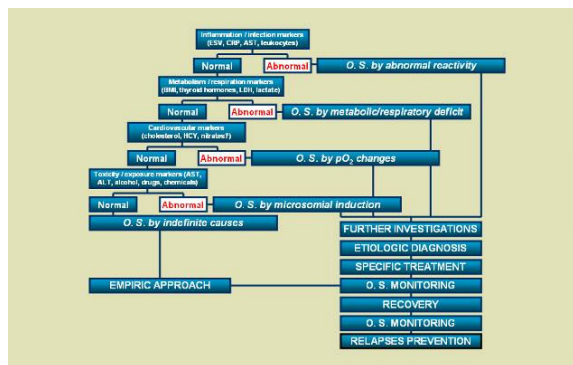 Inflammation / infection markers
(ESV, CRP, AST, leukocytes)
Normal
Abnormal
O. S. by abnormal reactivity
Metabolism / respiration markers
(BMI, thyroid hormones, LDH, lactate)
Normal
Abnormal
O. S. by metabolic/respiratory deficit
Cardiovascular markers
(cholesterol, HCY, nitrates?)
Normal
Abnormal
O. S. by pO₂ changes
Toxicity / exposure markers (AST,
ALT, alcohol, drugs, chemicals)
Normal
Abnormal
O. S. by microsomial induction
O. S. by indefinite causes
FURTHER INVESTIGATIONS
ETIOLOGIC DIAGNOSIS
SPECIFIC TREATMENT
EMPIRIC APPROACH
O. S. MONITORING
RECOVERY
O. S. MONITORING
RELAPSES PREVENTION